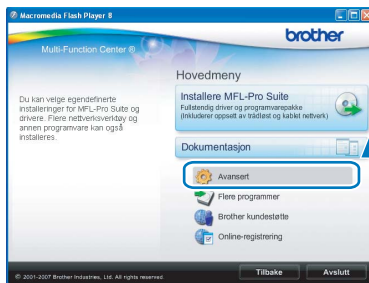 Macromedia Flash Player 8
brother
Multi-Function Center ®
Hovedmeny
Du kan velge egendefinerte
installeringer for MFL-Pro Suite og
drivere. Flere nettverksverktøy og
annen programvare kan også
installeres.
Installere MFL-Pro Suite
Fullstendig driver og programvarepakke
(Inkluderer oppsett av trådløst og kablet nettverk)
Dokumentasjon
Avansert
Flere programmer
Brother kundestøtte
Online-registrering
© 2001-2007 Brother Industries, Ltd. All rights reserved.
Tilbake
Avslutt